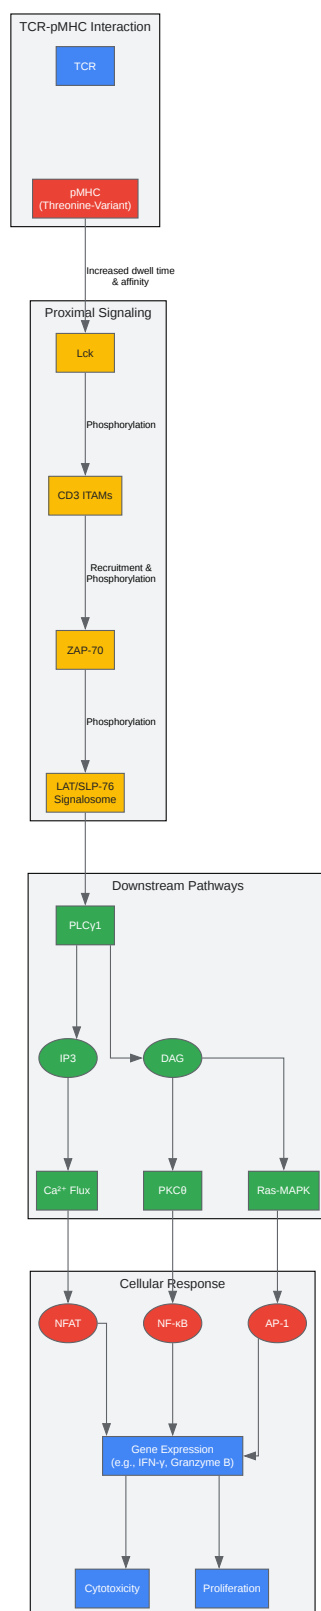 TCR-pMHC Interaction
TCR
pMHC
(Threonine-Variant)
Increased dwell time
& affinity
Proximal Signaling
Lck
Phosphorylation
CD3 ITAMs
Recruitment &
Phosphorylation
ZAP-70
Phosphorylation
LAT/SLP-76
Signalosome
Downstream Pathways
PLCγ1
IP3
DAG
Ca²⁺ Flux
PKCθ
Ras-MAPK
Cellular Response
NFAT
NF-κB
AP-1
Gene Expression
(e.g., IFN-γ, Granzyme B)
Cytotoxicity
Proliferation